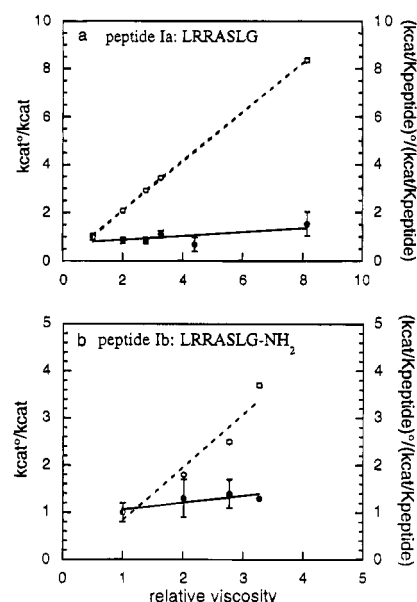 a peptide Ia: LRRASLG
kcat°/kcat
(kcat/Kpeptide)°/(kcat/Kpeptide)
10
8
6
4
2
0
10
8
6
4
2
0
0 2 4 6 8 10
b peptide Ib: LRRASLG-NH2
kcat°/kcat
(kcat/Kpeptide)°/(kcat/Kpeptide)
5
4
3
2
1
0
5
4
3
2
1
0
0 1 2 3 4 5
relative viscosity